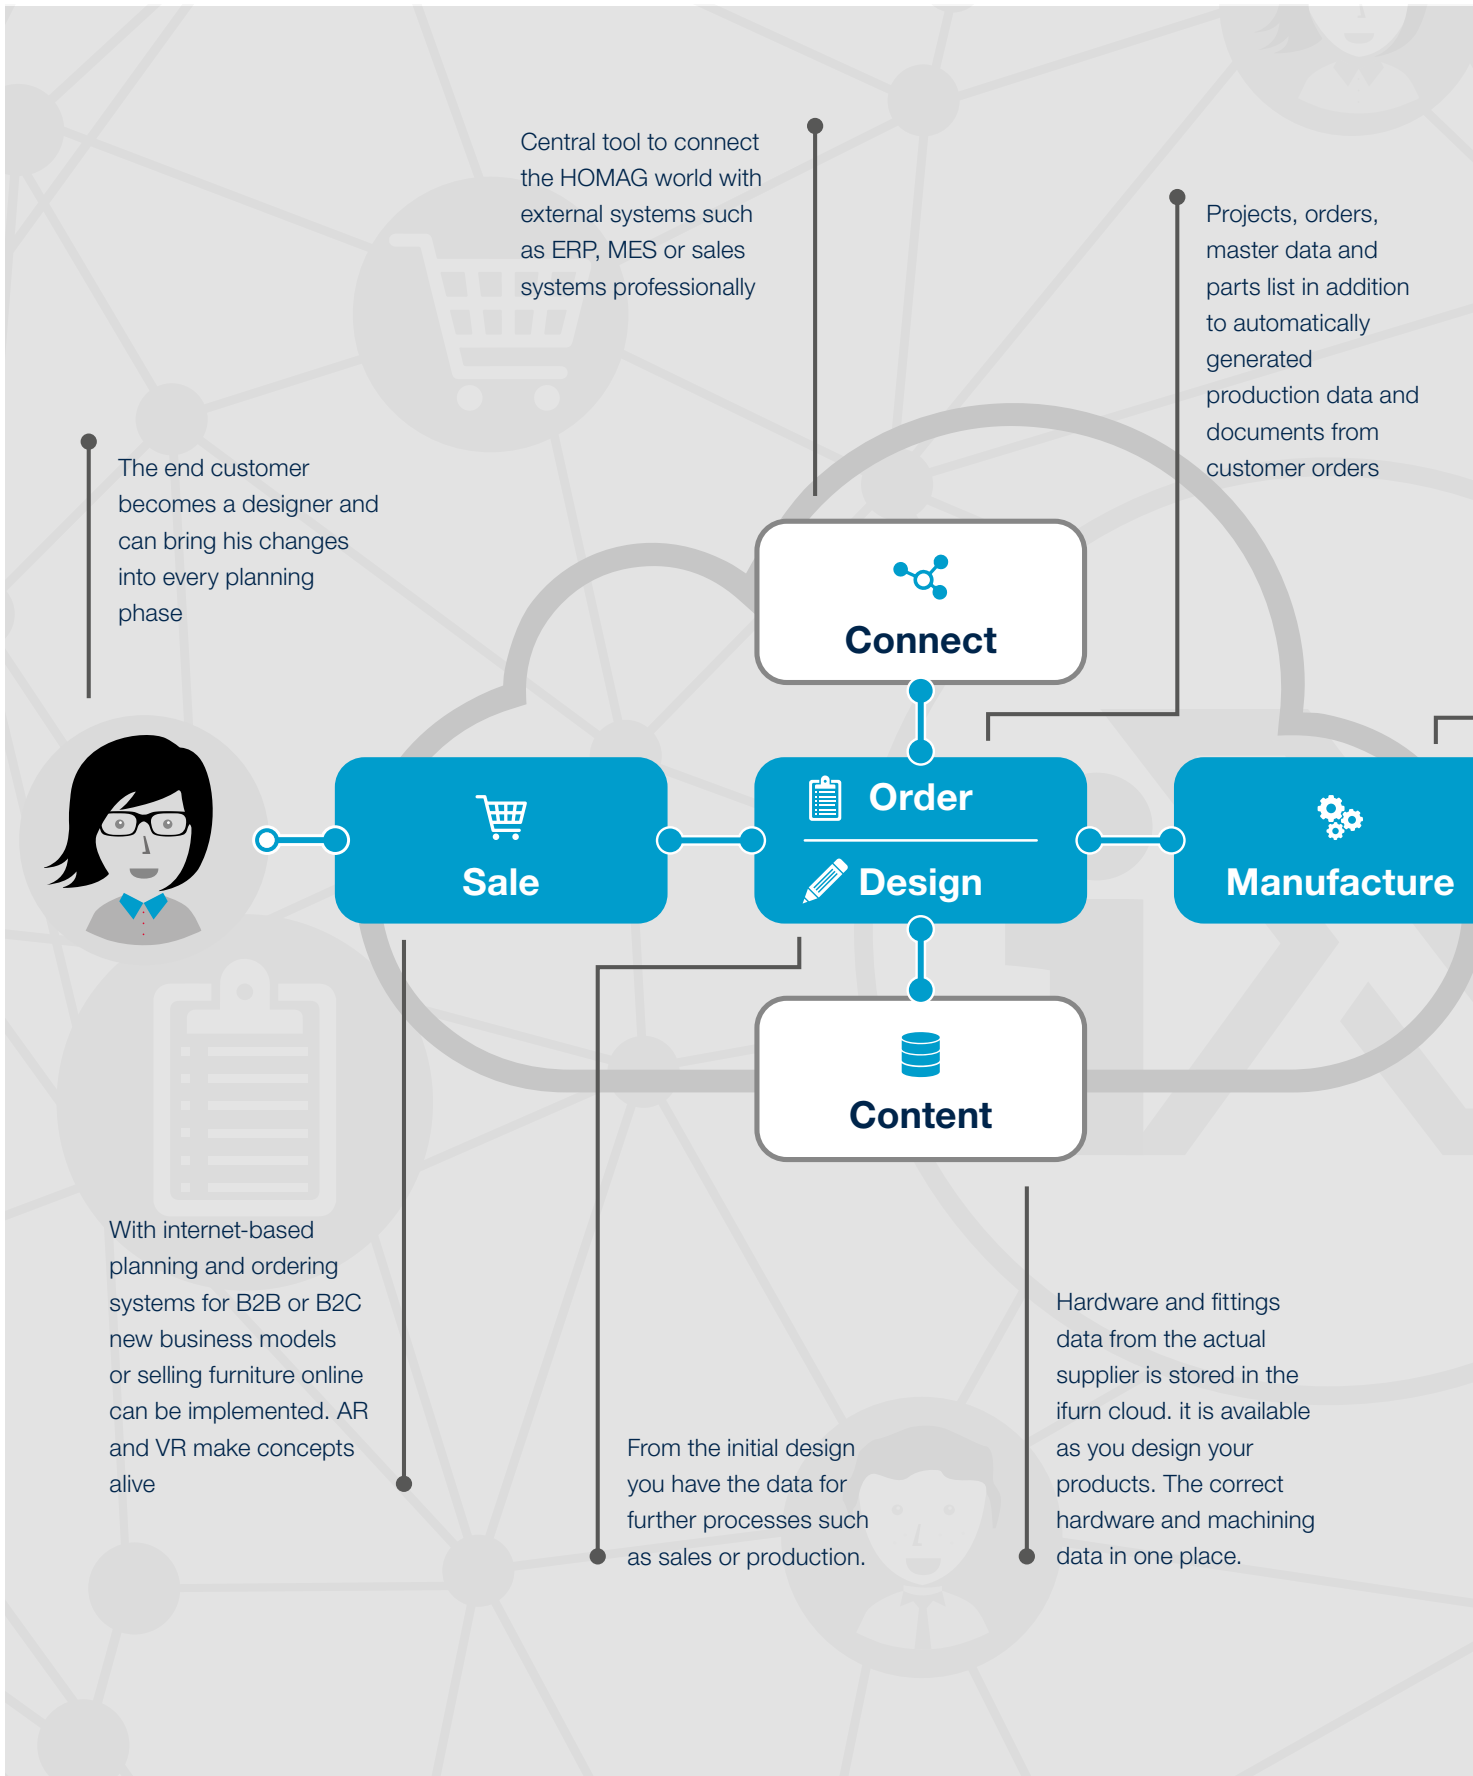 Central tool to connect
the HOMAG world with
external systems such
as ERP, MES or sales
systems professionally
Projects, orders,
master data and
parts list in addition
to automatically
generated
production data and
documents from
customer orders
The end customer
becomes a designer and
can bring his changes
into every planning
phase
Connect
Sale
Order
Design
Manufacture
Content
With internet-based
planning and ordering
systems for B2B or B2C
new business models
or selling furniture online
can be implemented. AR
and VR make concepts
alive
From the initial design
you have the data for
further processes such
as sales or production.
Hardware and fittings
data from the actual
supplier is stored in the
ifurn cloud. it is available
as you design your
products. The correct
hardware and machining
data in one place.